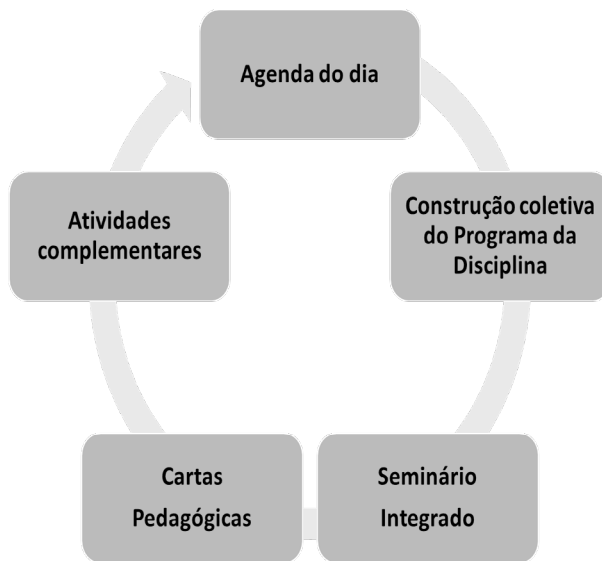 Agenda do dia
Construção coletiva
do Programa da
Disciplina
Seminário
Integrado
Cartas
Pedagógicas
Atividades
complementares